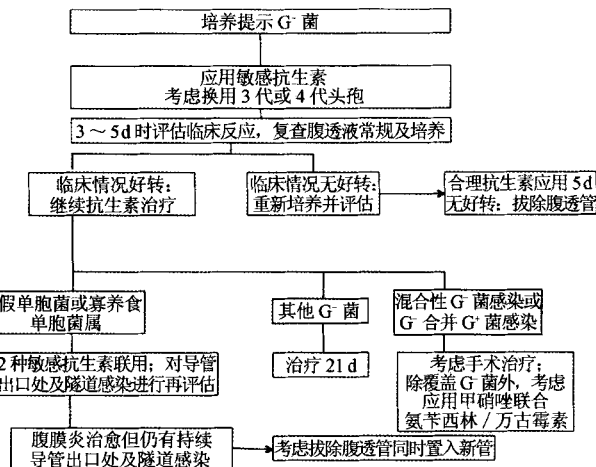 培养提示 G⁻ 菌
应用敏感抗生素
考虑换用 3 代或 4 代头孢
3 ～ 5d 时评估临床反应，复查腹透液常规及培养
临床情况好转：
继续抗生素治疗
临床情况无好转：
重新培养并评估
合理抗生素应用 5d
无好转：拔除腹透管
假单胞菌或寡养食
单胞菌属
其他 G⁻ 菌
混合性 G⁻ 菌感染或
G⁻ 合并 G⁺ 菌感染
2 种敏感抗生素联用；对导管
出口处及隧道感染进行再评估
治疗 21 d
考虑手术治疗；
除覆盖 G⁻ 菌外，考虑
应用甲硝唑联合
氨苄西林 / 万古霉素
腹膜炎治愈但仍有持续
导管出口处及隧道感染
考虑拔除腹透管同时置入新管